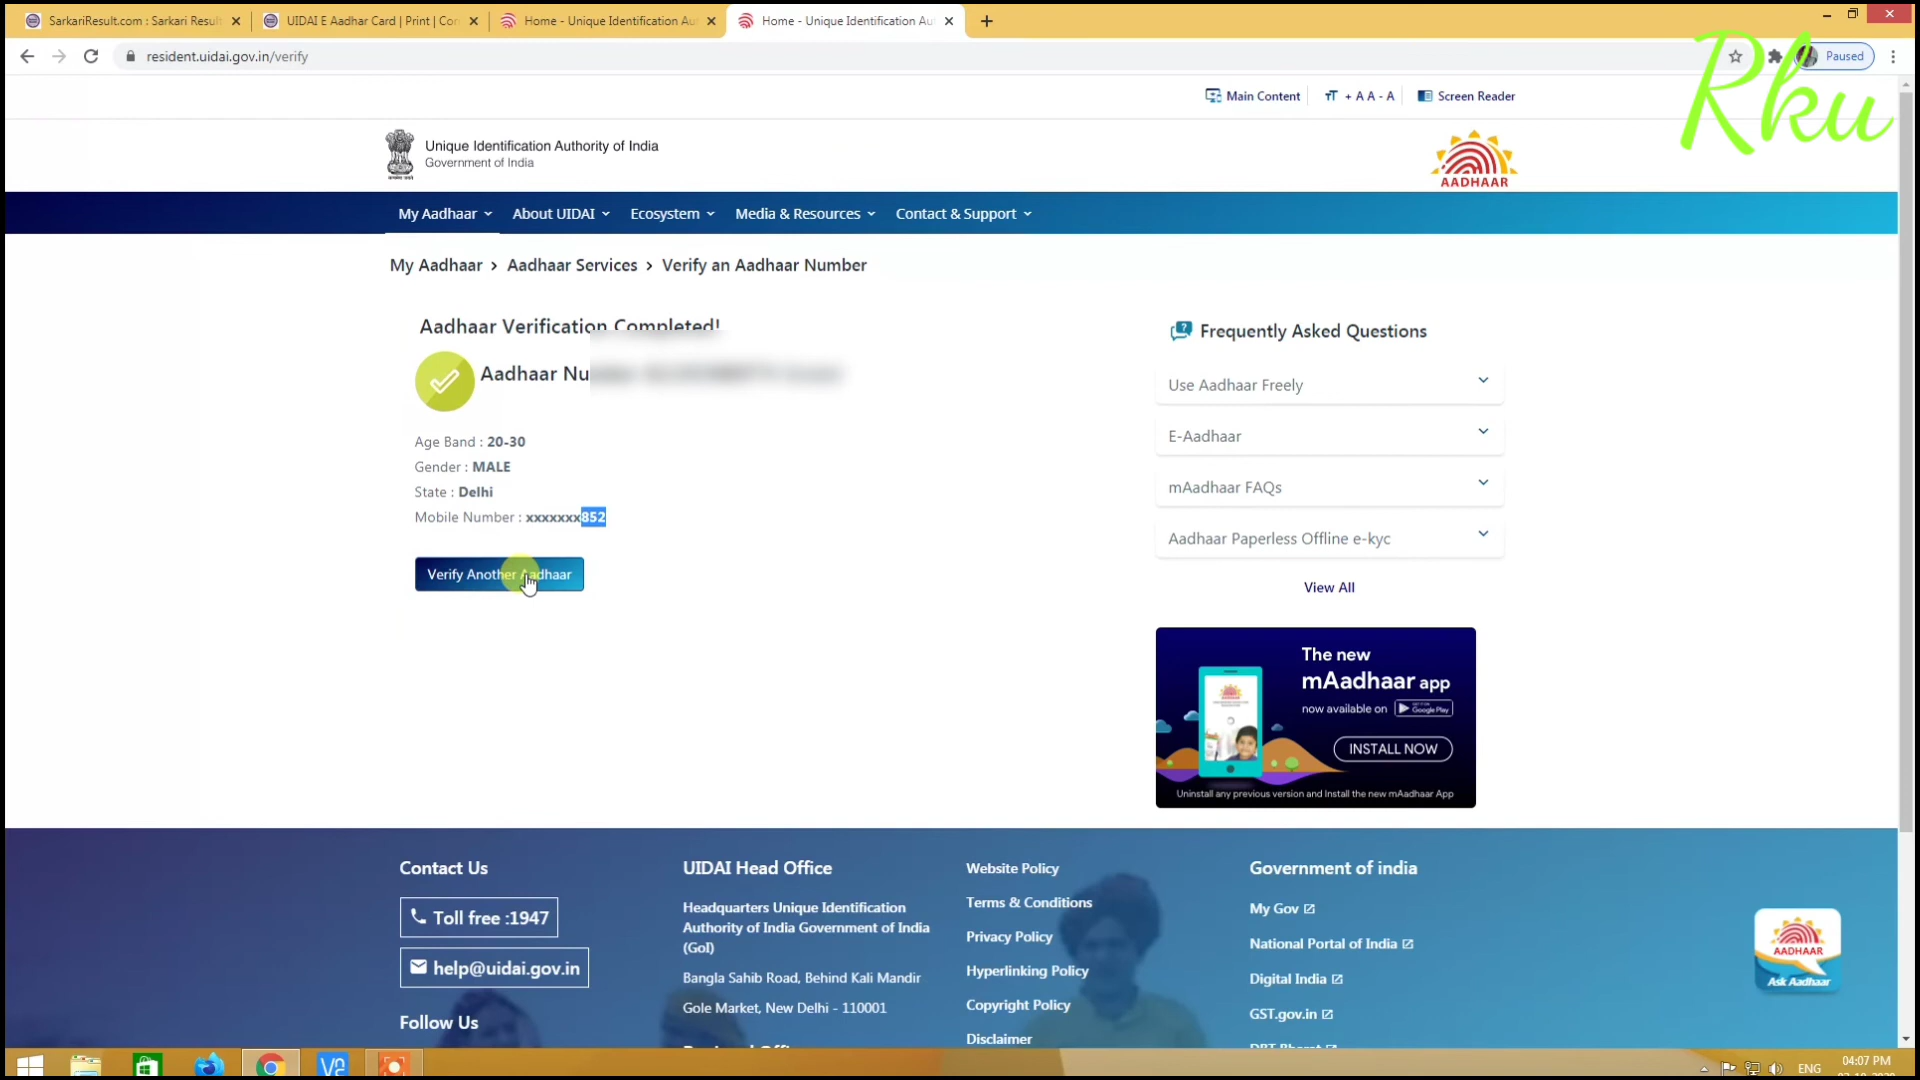 SarkariResult.com : Sarkari Result
UIDAI E Aadhar Card | Print | Cor
Home - Unique Identification Au
Home - Unique Identification Au
resident.uidai.gov.in/verify
Paused
Rku
Main Content
+ A A - A
Screen Reader
Unique Identification Authority of India
Government of India
AADHAAR
My Aadhaar
About UIDAI
Ecosystem
Media & Resources
Contact & Support
My Aadhaar > Aadhaar Services > Verify an Aadhaar Number
Aadhaar Verification Completed!
Aadhaar Nu
Age Band : 20-30
Gender : MALE
State : Delhi
Mobile Number : xxxxxxx852
Verify Another Aadhaar
Frequently Asked Questions
Use Aadhaar Freely
E-Aadhaar
mAadhaar FAQs
Aadhaar Paperless Offline e-kyc
View All
The new
mAadhaar app
now available on Google Play
INSTALL NOW
Uninstall any previous version and Install the new mAadhaar App
Contact Us
Toll free :1947
help@uidai.gov.in
Follow Us
UIDAI Head Office
Headquarters Unique Identification
Authority of India Government of India
(GoI)
Bangla Sahib Road, Behind Kali Mandir
Gole Market, New Delhi - 110001
Website Policy
Terms & Conditions
Privacy Policy
Hyperlinking Policy
Copyright Policy
Disclaimer
Government of india
My Gov
National Portal of India
Digital India
GST.gov.in
AADHAAR
Ask Aadhaar
ENG
04:07 PM